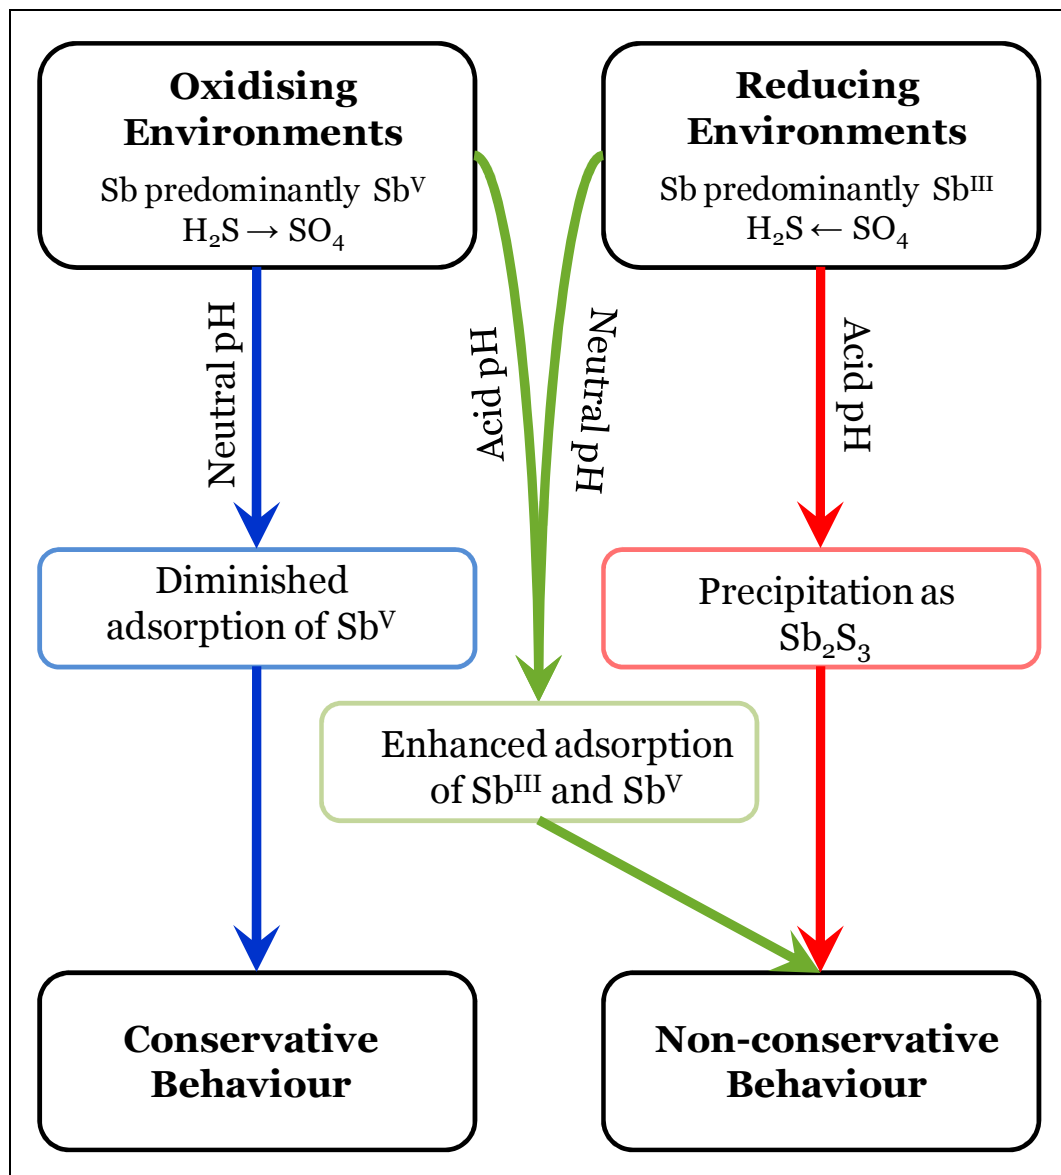 Oxidising
Environments
Sb predominantly Sbⱽ
H₂S → SO₄
Reducing
Environments
Sb predominantly Sbᴵᴵᴵ
H₂S ← SO₄
Neutral pH
Acid pH
Neutral pH
Acid pH
Diminished
adsorption of Sbⱽ
Precipitation as
Sb₂S₃
Enhanced adsorption
of Sbᴵᴵᴵ and Sbⱽ
Conservative
Behaviour
Non-conservative
Behaviour